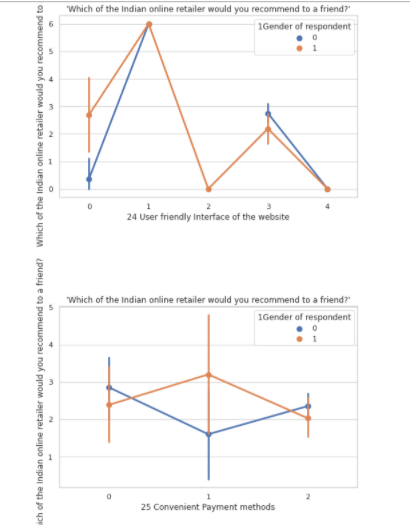 'Which of the Indian online retailer would you recommend to a friend?'
Which of the Indian online retailer would you recommend to
6
5
4
3
2
1
0
1Gender of respondent
0
1
0 1 2 3 4
24 User friendly Interface of the website
'Which of the Indian online retailer would you recommend to a friend?'
ich of the Indian online retailer would you recommend to a friend?
5
4
3
2
1
1Gender of respondent
0
1
0 1 2
25 Convenient Payment methods